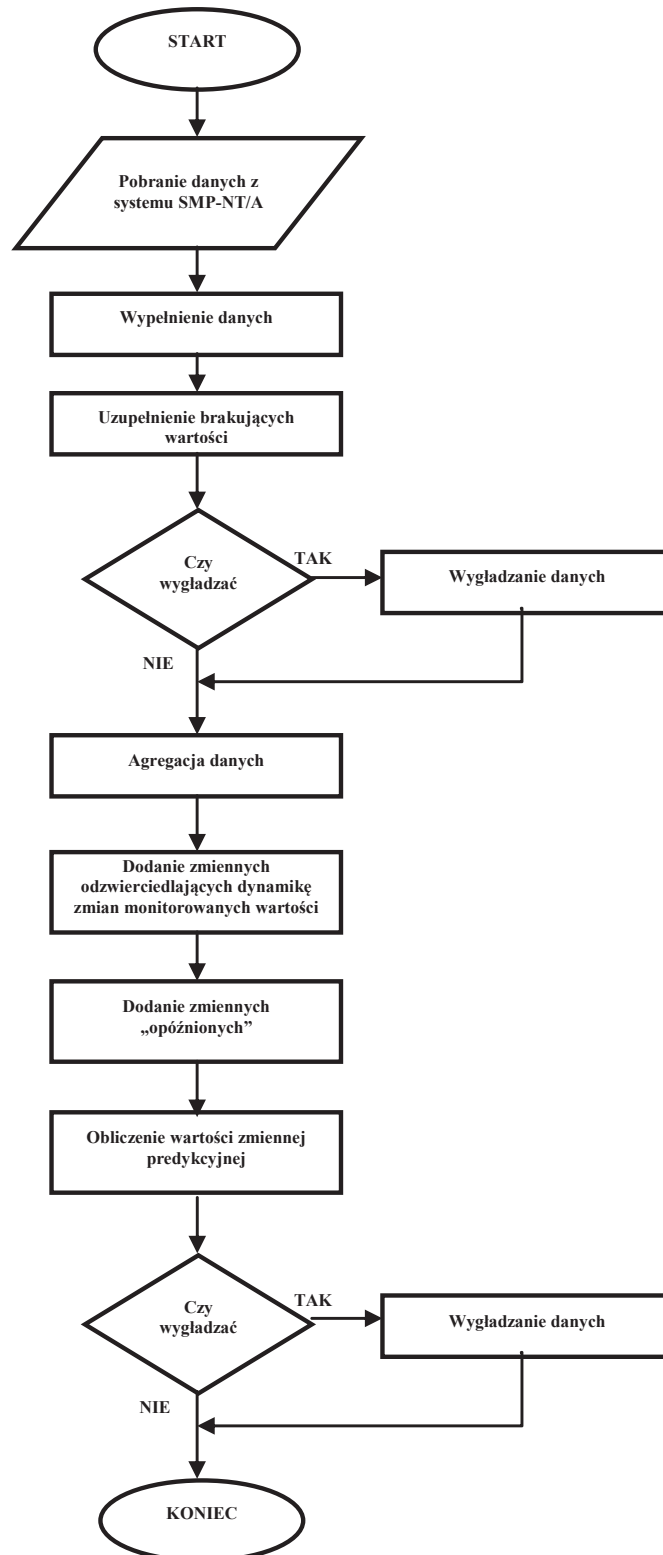 START
Pobranie danych z
systemu SMP-NT/A
Wypełnienie danych
Uzupełnienie brakujących
wartości
Czy
wygładzać
TAK
Wygładzanie danych
NIE
Agregacja danych
Dodanie zmiennych
odzwierciedlających dynamikę
zmian monitorowanych wartości
Dodanie zmiennych
„opóźnionych”
Obliczenie wartości zmiennej
predykcyjnej
Czy
wygładzać
TAK
Wygładzanie danych
NIE
KONIEC